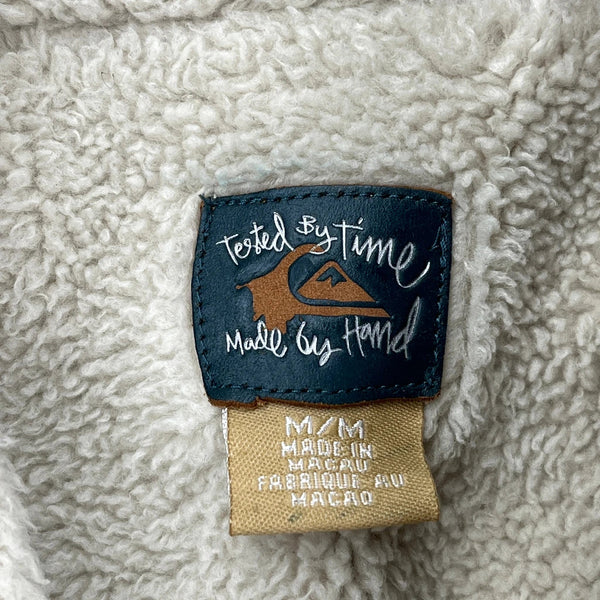 Tested By Time
Made by Hand
M/M
MADE IN
MACAU
FABRIQUE AU
MACAO